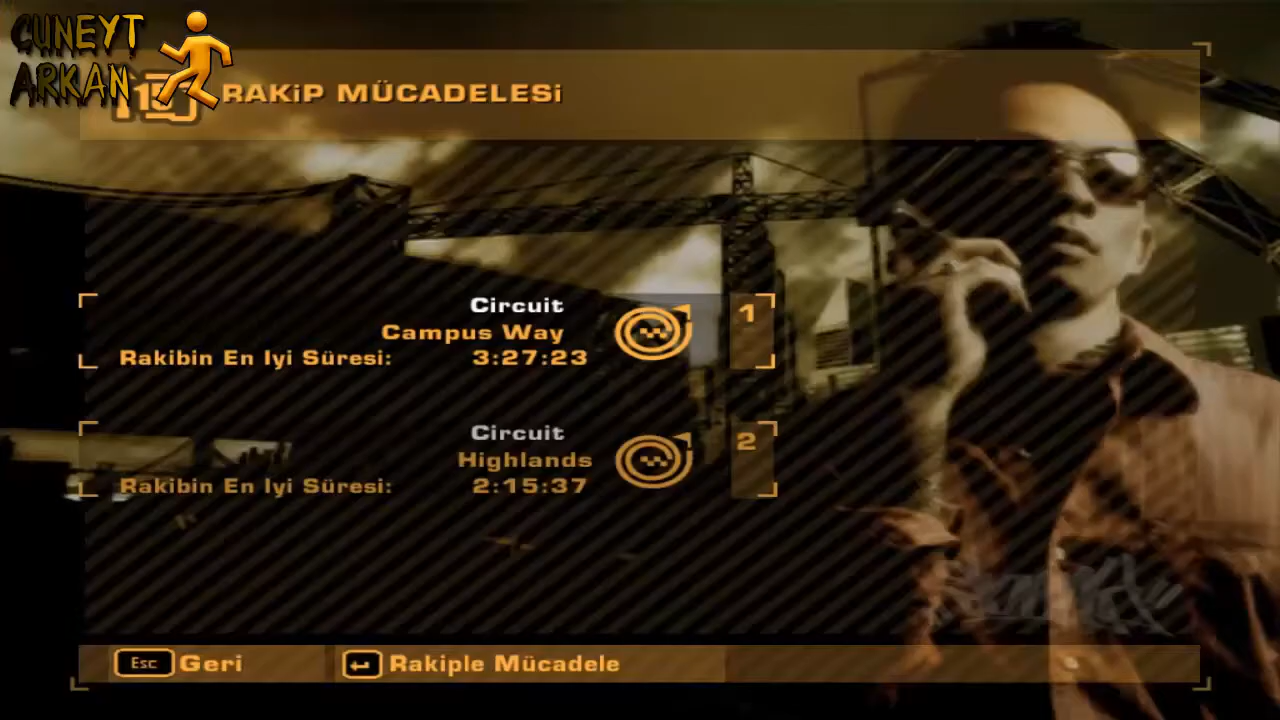 CUNEYT
ARKAN
RAKiP MÜCADELESi
Circuit
1
Campus Way
Rakibin En Iyi Süresi: 3:27:23
Circuit
2
Highlands
Rakibin En Iyi Süresi: 2:15:37
Esc Geri
Rakiple Mücadele